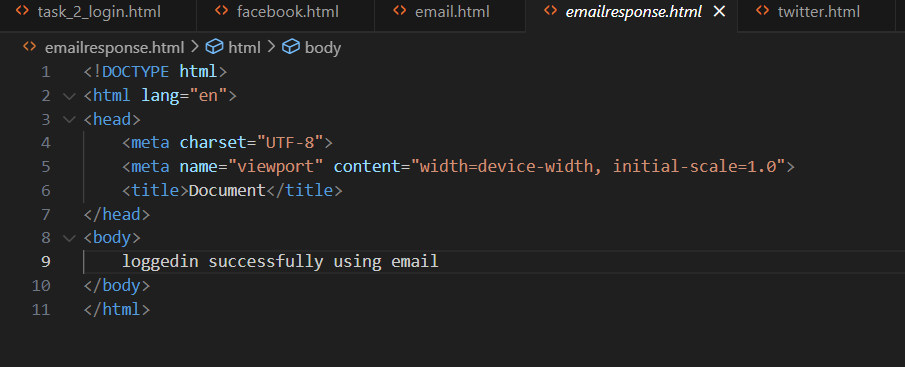 task_2_login.html facebook.html email.html emailresponse.html twitter.html
emailresponse.html > html > body
1 <!DOCTYPE html>
2 <html lang="en">
3 <head>
4     <meta charset="UTF-8">
5     <meta name="viewport" content="width=device-width, initial-scale=1.0">
6     <title>Document</title>
7 </head>
8 <body>
9     loggedin successfully using email
10 </body>
11 </html>